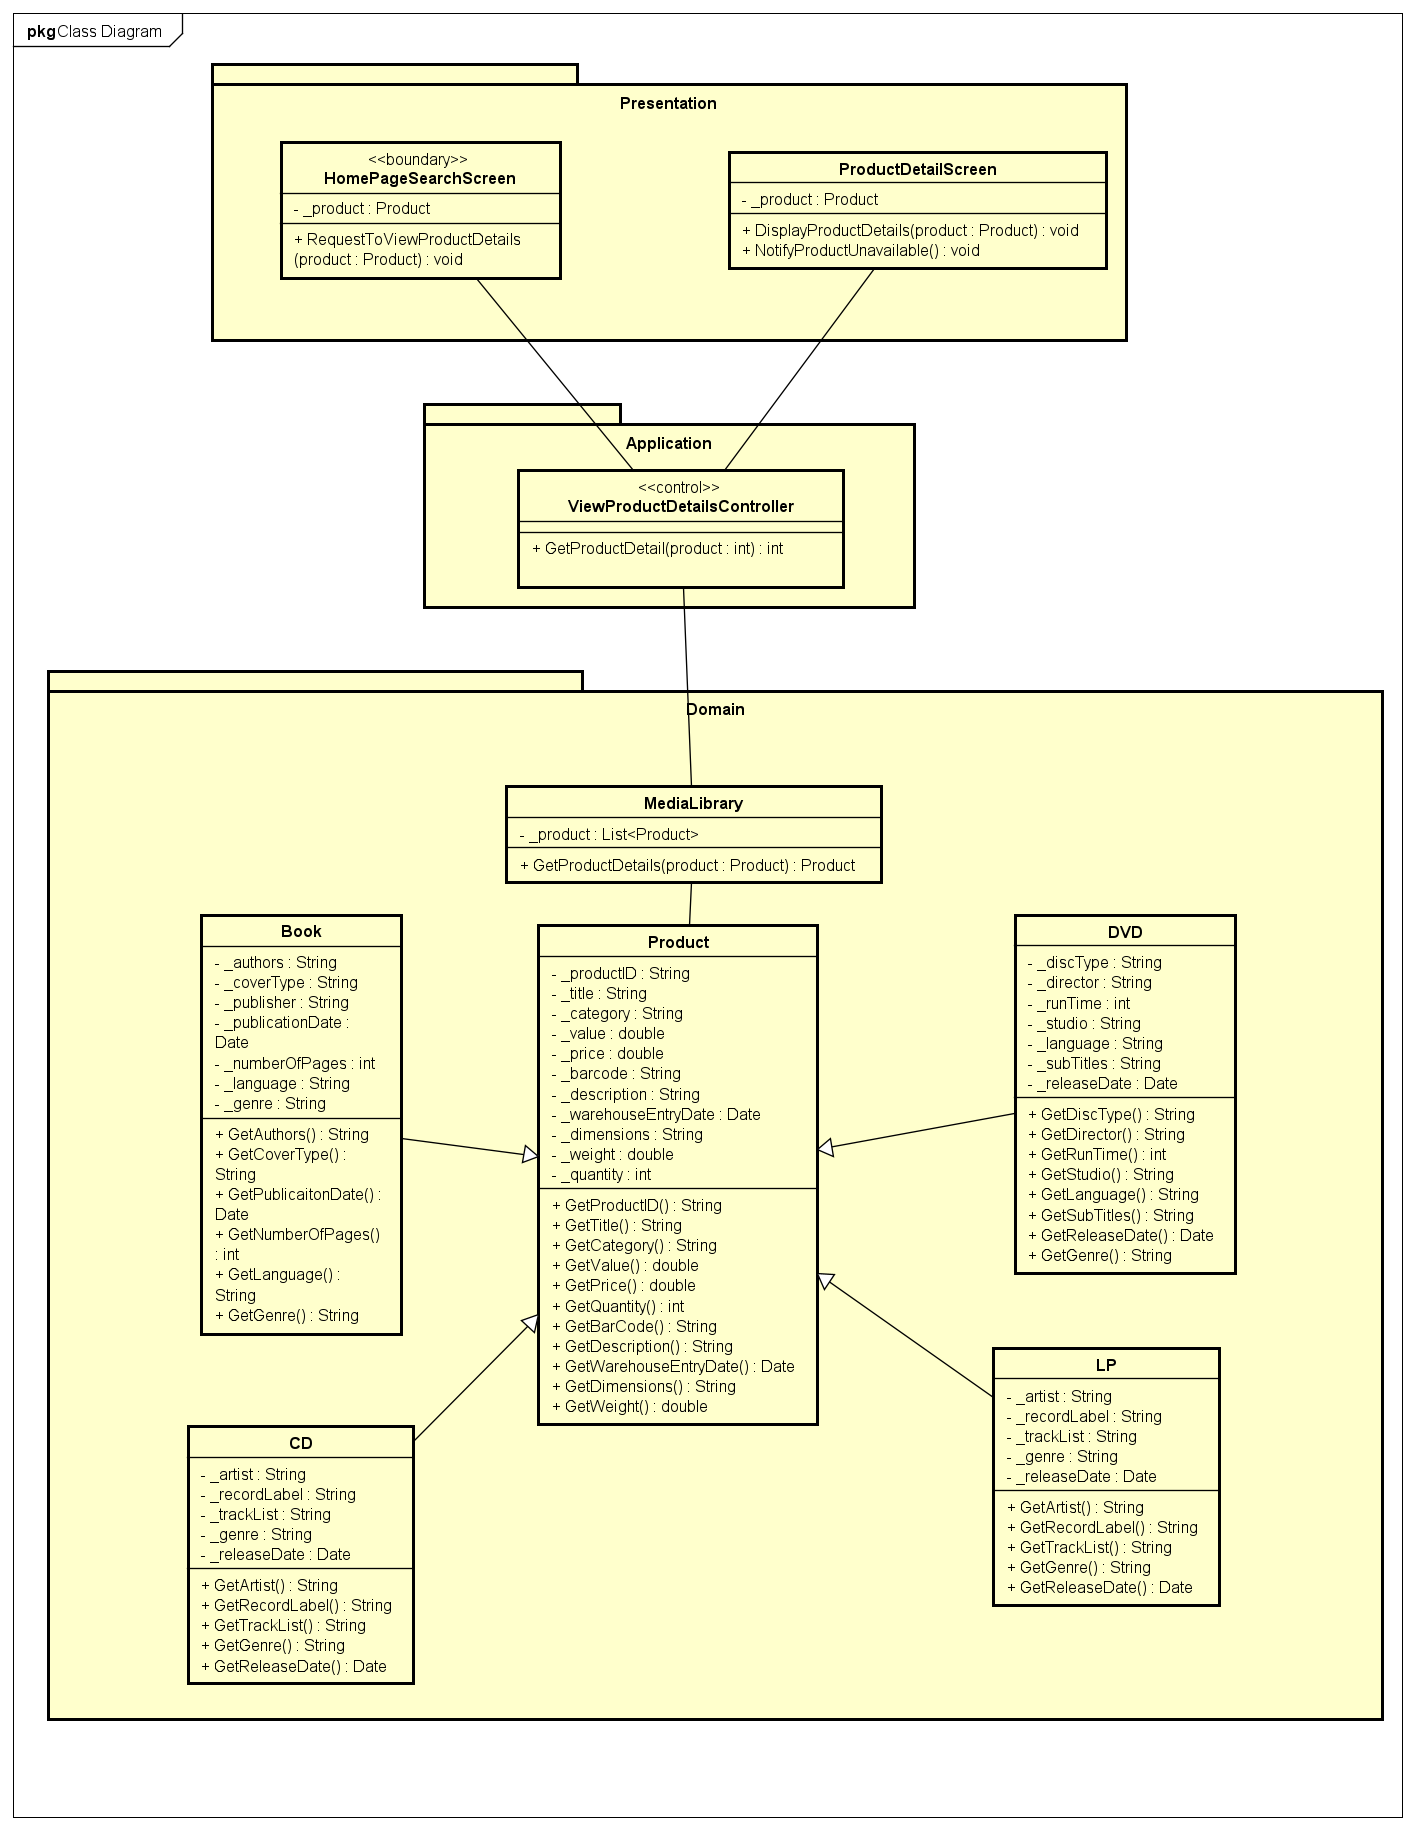 pkg Class Diagram
Presentation
<<boundary>>
HomePageSearchScreen
- _product : Product
+ RequestToViewProductDetails
(product : Product) : void
ProductDetailScreen
- _product : Product
+ DisplayProductDetails(product : Product) : void
+ NotifyProductUnavailable() : void
Application
<<control>>
ViewProductDetailsController
+ GetProductDetail(product : int) : int
Domain
MediaLibrary
- _product : List<Product>
+ GetProductDetails(product : Product) : Product
Book
- _authors : String
- _coverType : String
- _publisher : String
- _publicationDate :
Date
- _numberOfPages : int
- _language : String
- _genre : String
+ GetAuthors() : String
+ GetCoverType() :
String
+ GetPublicaitonDate() :
Date
+ GetNumberOfPages()
: int
+ GetLanguage() :
String
+ GetGenre() : String
Product
- _productID : String
- _title : String
- _category : String
- _value : double
- _price : double
- _barcode : String
- _description : String
- _warehouseEntryDate : Date
- _dimensions : String
- _weight : double
- _quantity : int
+ GetProductID() : String
+ GetTitle() : String
+ GetCategory() : String
+ GetValue() : double
+ GetPrice() : double
+ GetQuantity() : int
+ GetBarCode() : String
+ GetDescription() : String
+ GetWarehouseEntryDate() : Date
+ GetDimensions() : String
+ GetWeight() : double
DVD
- _discType : String
- _director : String
- _runTime : int
- _studio : String
- _language : String
- _subTitles : String
- _releaseDate : Date
+ GetDiscType() : String
+ GetDirector() : String
+ GetRunTime() : int
+ GetStudio() : String
+ GetLanguage() : String
+ GetSubTitles() : String
+ GetReleaseDate() : Date
+ GetGenre() : String
LP
- _artist : String
- _recordLabel : String
- _trackList : String
- _genre : String
- _releaseDate : Date
+ GetArtist() : String
+ GetRecordLabel() : String
+ GetTrackList() : String
+ GetGenre() : String
+ GetReleaseDate() : Date
CD
- _artist : String
- _recordLabel : String
- _trackList : String
- _genre : String
- _releaseDate : Date
+ GetArtist() : String
+ GetRecordLabel() : String
+ GetTrackList() : String
+ GetGenre() : String
+ GetReleaseDate() : Date